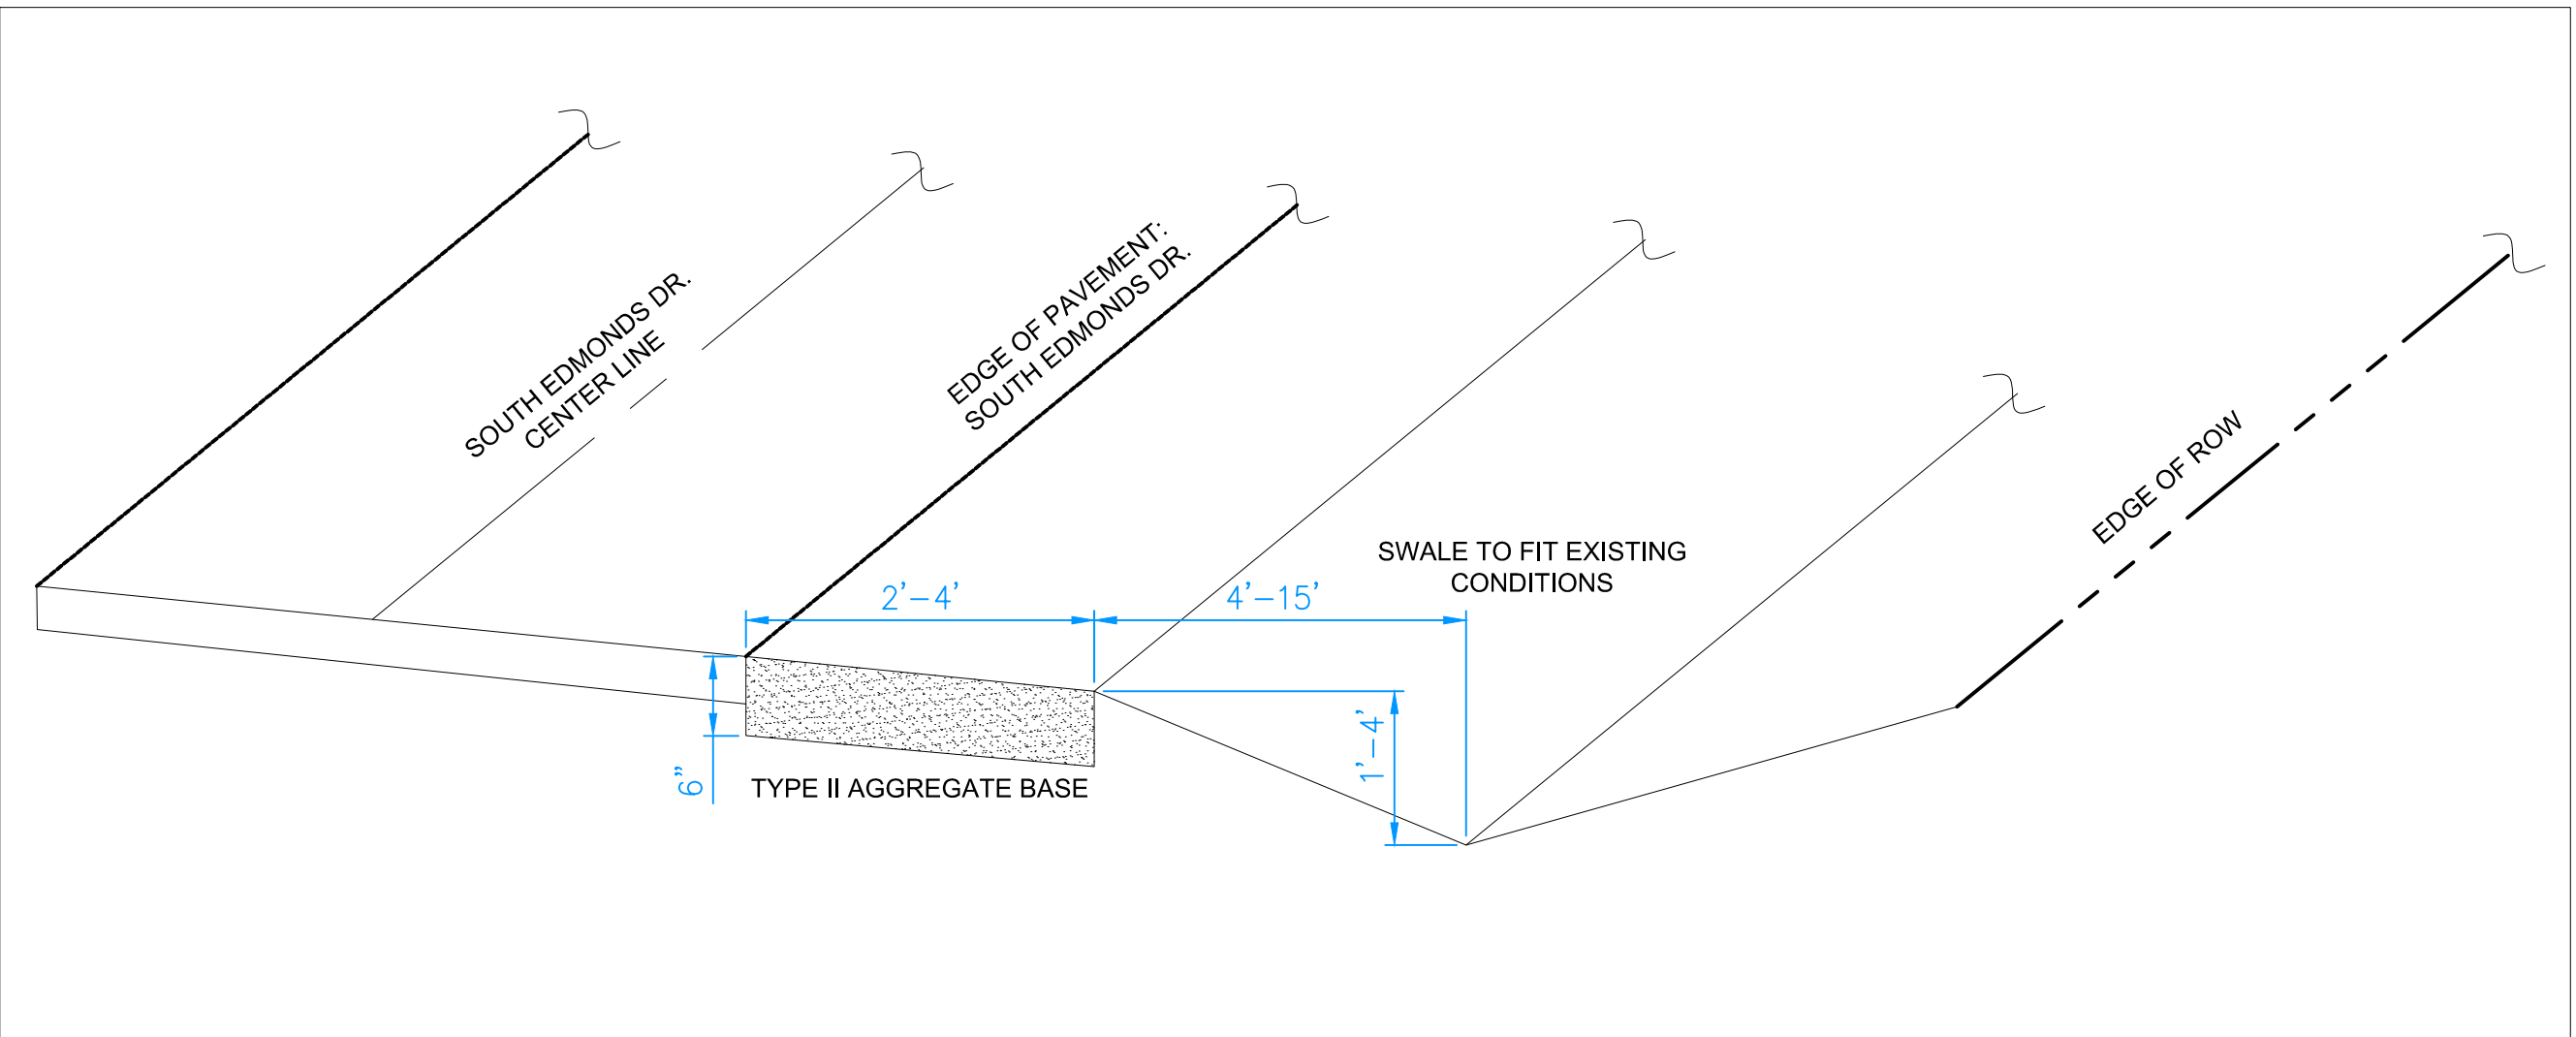 SOUTH EDMONDS DR.
CENTER LINE
EDGE OF PAVEMENT:
SOUTH EDMONDS DR.
EDGE OF ROW
SWALE TO FIT EXISTING
CONDITIONS
2'-4'
4'-15'
1'-4'
6"
TYPE II AGGREGATE BASE